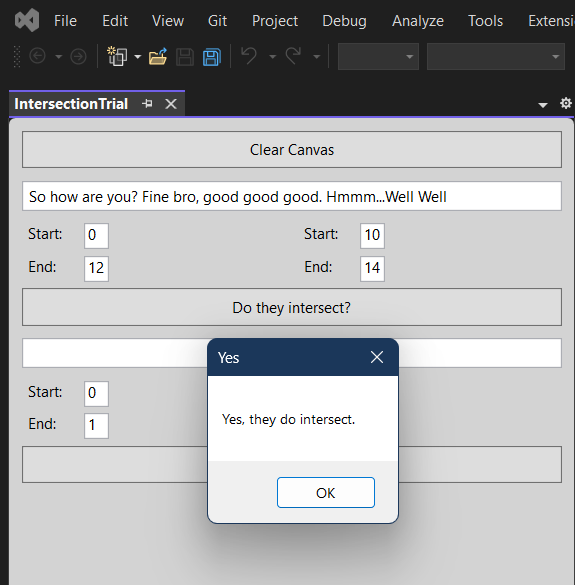 File Edit View Git Project Debug Analyze Tools Extensi
IntersectionTrial
Clear Canvas
So how are you? Fine bro, good good good. Hmmm...Well Well
Start: 0 Start: 10
End: 12 End: 14
Do they intersect?
Yes
Start: 0
Yes, they do intersect.
End: 1
OK